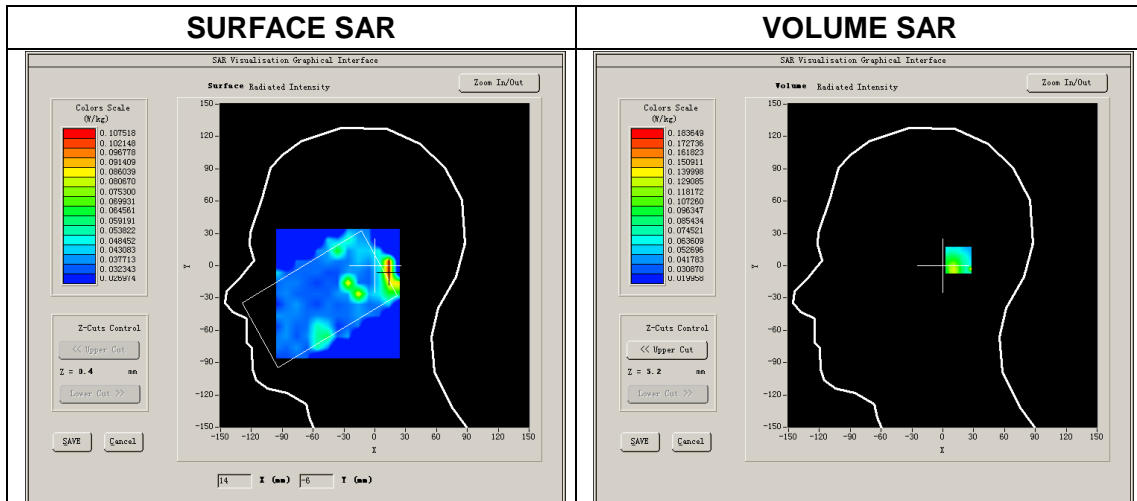 SURFACE SAR
SAR Visualisation Graphical Interface
Surface Radiated Intensity
Zoom In/Out
Colors Scale
(W/kg)
0.107518
0.102148
0.096778
0.091409
0.086039
0.080670
0.075300
0.069931
0.064561
0.059191
0.053822
0.048452
0.043083
0.037713
0.032343
0.026974
150
120
90
60
30
0
-30
-60
-90
-120
-150
Y
-150 -120 -90 -60 -30 0 30 60 90 120 150
X
Z-Cuts Control
<< Upper Cut
Z = 0.4 mm
Lower Cut >>
SAVE Cancel
14 X (mm) -6 Y (mm)
VOLUME SAR
SAR Visualisation Graphical Interface
Volume Radiated Intensity
Zoom In/Out
Colors Scale
(W/kg)
0.183649
0.172736
0.161823
0.150911
0.139998
0.129085
0.118172
0.107260
0.096347
0.085434
0.074521
0.063609
0.052696
0.041783
0.030870
0.019958
150
120
90
60
30
0
-30
-60
-90
-120
-150
Y
-150 -120 -90 -60 -30 0 30 60 90 120 150
X
Z-Cuts Control
<< Upper Cut
Z = 5.2 mm
Lower Cut >>
SAVE Cancel